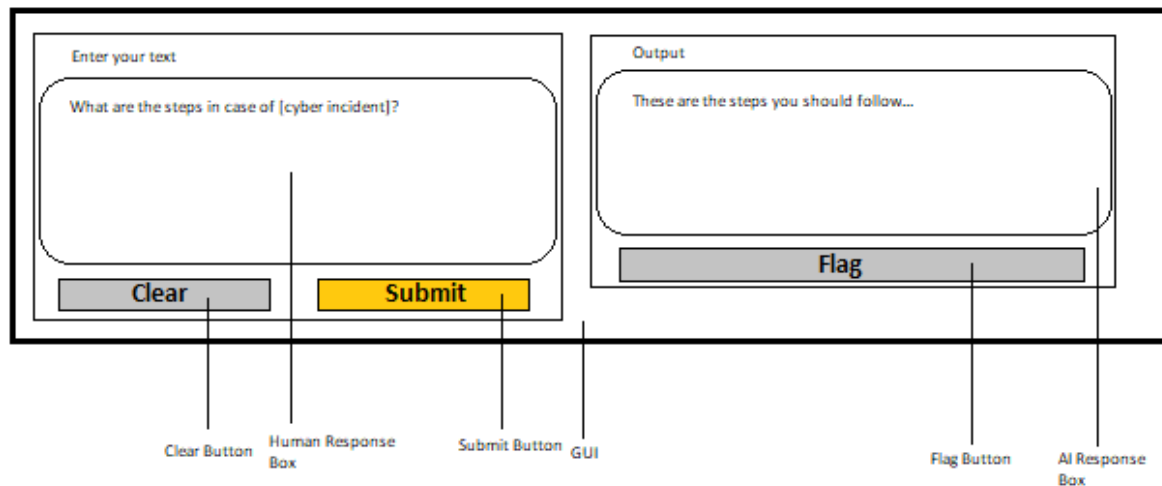 Enter your text
What are the steps in case of [cyber incident]?
Clear
Submit
Output
These are the steps you should follow...
Flag
Clear Button
Human Response
Box
Submit Button
GUI
Flag Button
AI Response
Box